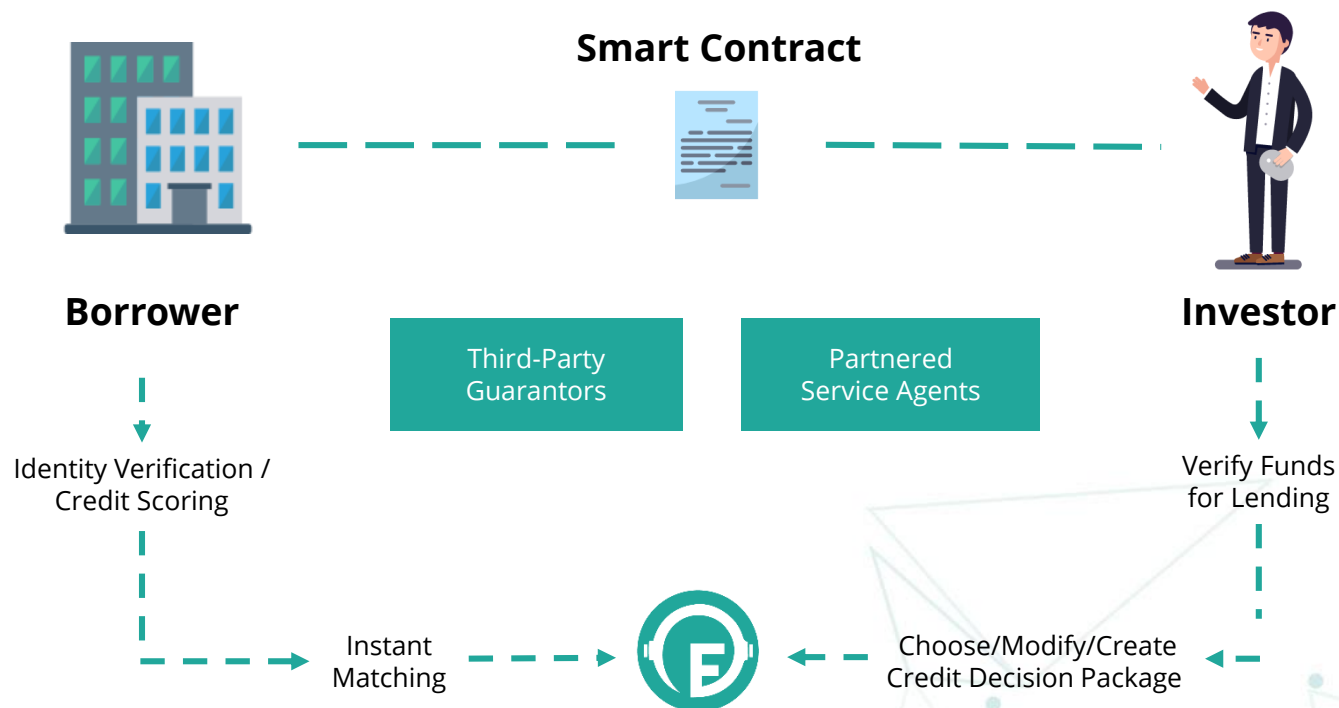 Smart Contract
Borrower
Investor
Third-Party
Guarantors
Partnered
Service Agents
Identity Verification /
Credit Scoring
Verify Funds
for Lending
Instant
Matching
E
Choose/Modify/Create
Credit Decision Package